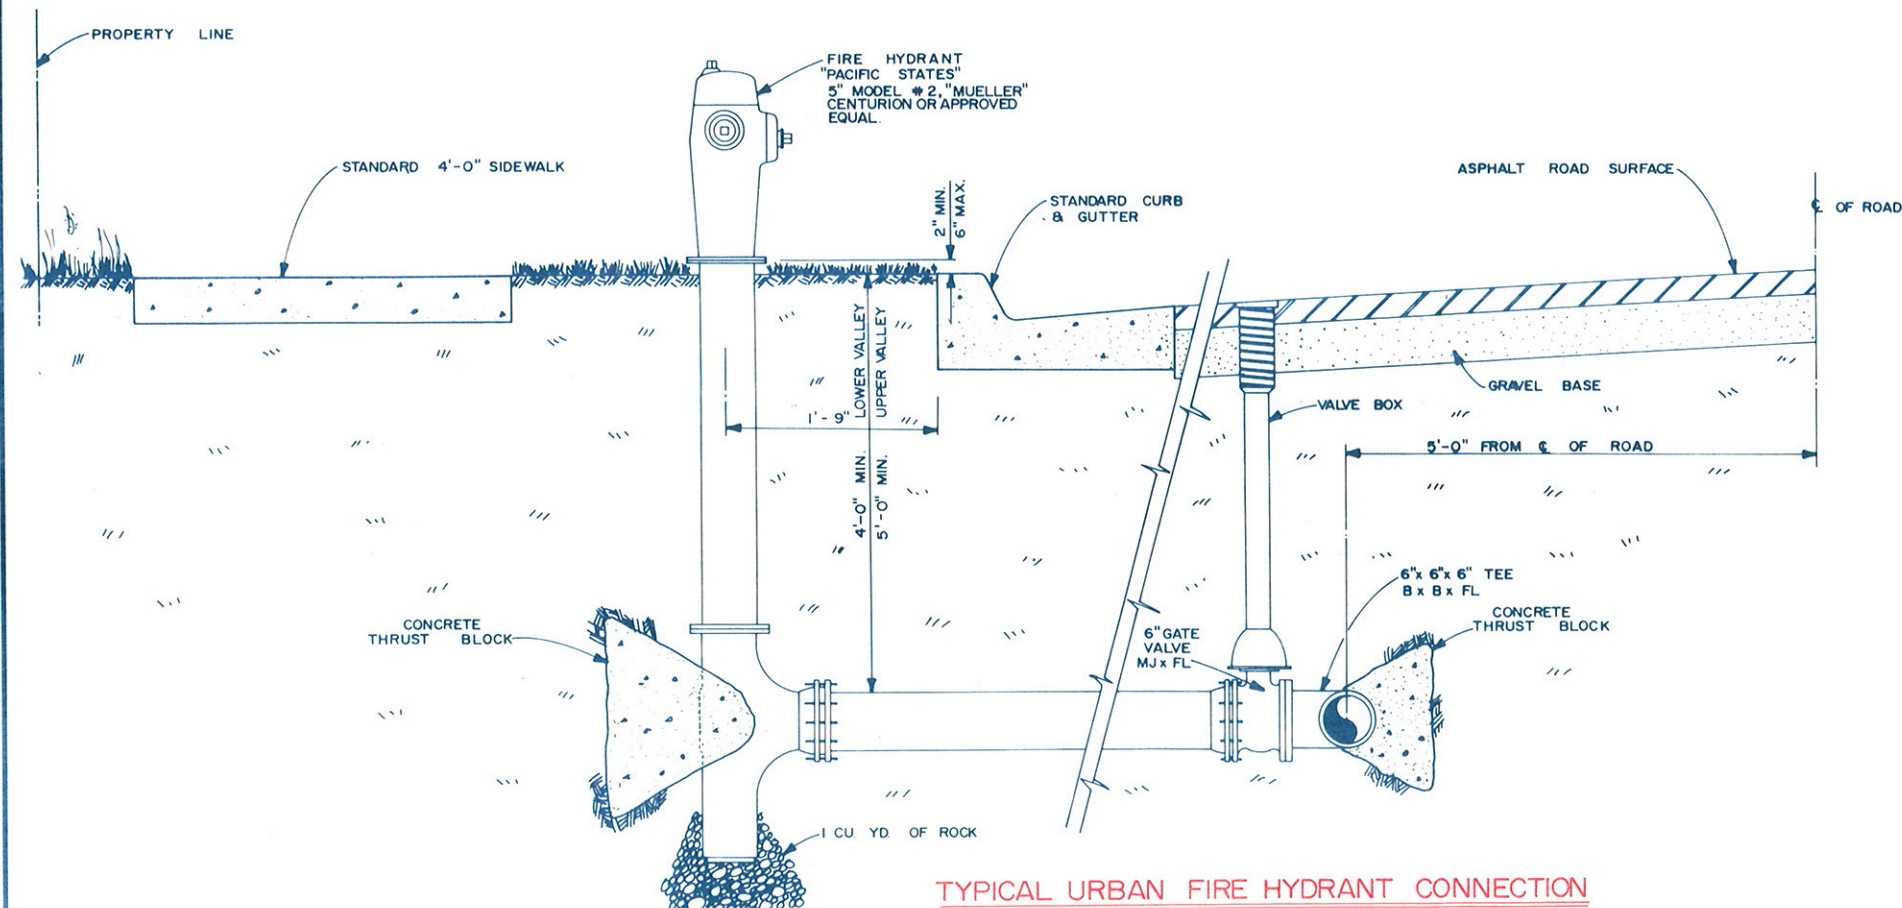 PROPERTY LINE
FIRE HYDRANT
"PACIFIC STATES"
5" MODEL #2, "MUELLER"
CENTURION OR APPROVED
EQUAL.
STANDARD 4'-0" SIDEWALK
2" MIN.
6" MAX.
STANDARD CURB
& GUTTER
ASPHALT ROAD SURFACE
℄ OF ROAD
4'-0" MIN. LOWER VALLEY
5'-0" MIN. UPPER VALLEY
1'-9"
GRAVEL BASE
VALVE BOX
5'-0" FROM ℄ OF ROAD
6"x 6"x 6" TEE
B x B x FL
CONCRETE
THRUST BLOCK
CONCRETE
THRUST BLOCK
6" GATE
VALVE
MJ x FL
1 CU. YD. OF ROCK
TYPICAL URBAN FIRE HYDRANT CONNECTION